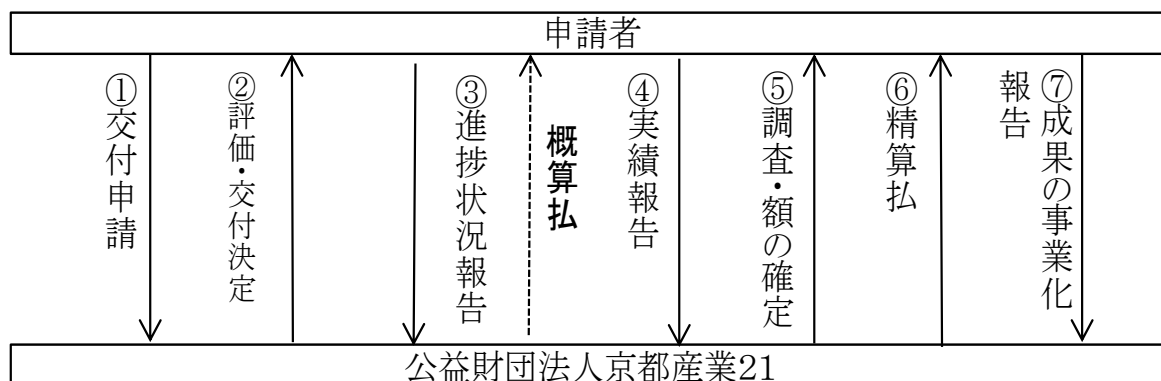 申請者
①交付申請
②評価・交付決定
③進捗状況報告
概算払
④実績報告
⑤調査・額の確定
⑥精算払
⑦成果の事業化
報告
公益財団法人京都産業21